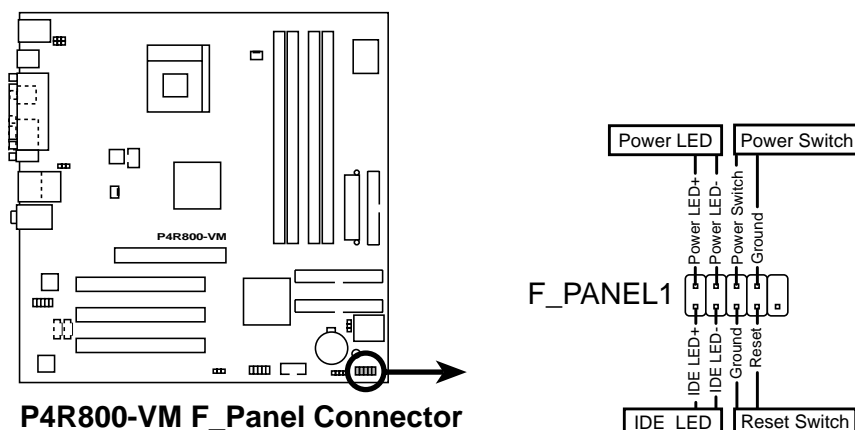 P4R800-VM
P4R800-VM F_Panel Connector
Power LED
Power Switch
Power LED+
Power LED-
Power Switch
Ground
F_PANEL1
IDE LED+
IDE LED-
Ground
Reset
IDE LED
Reset Switch